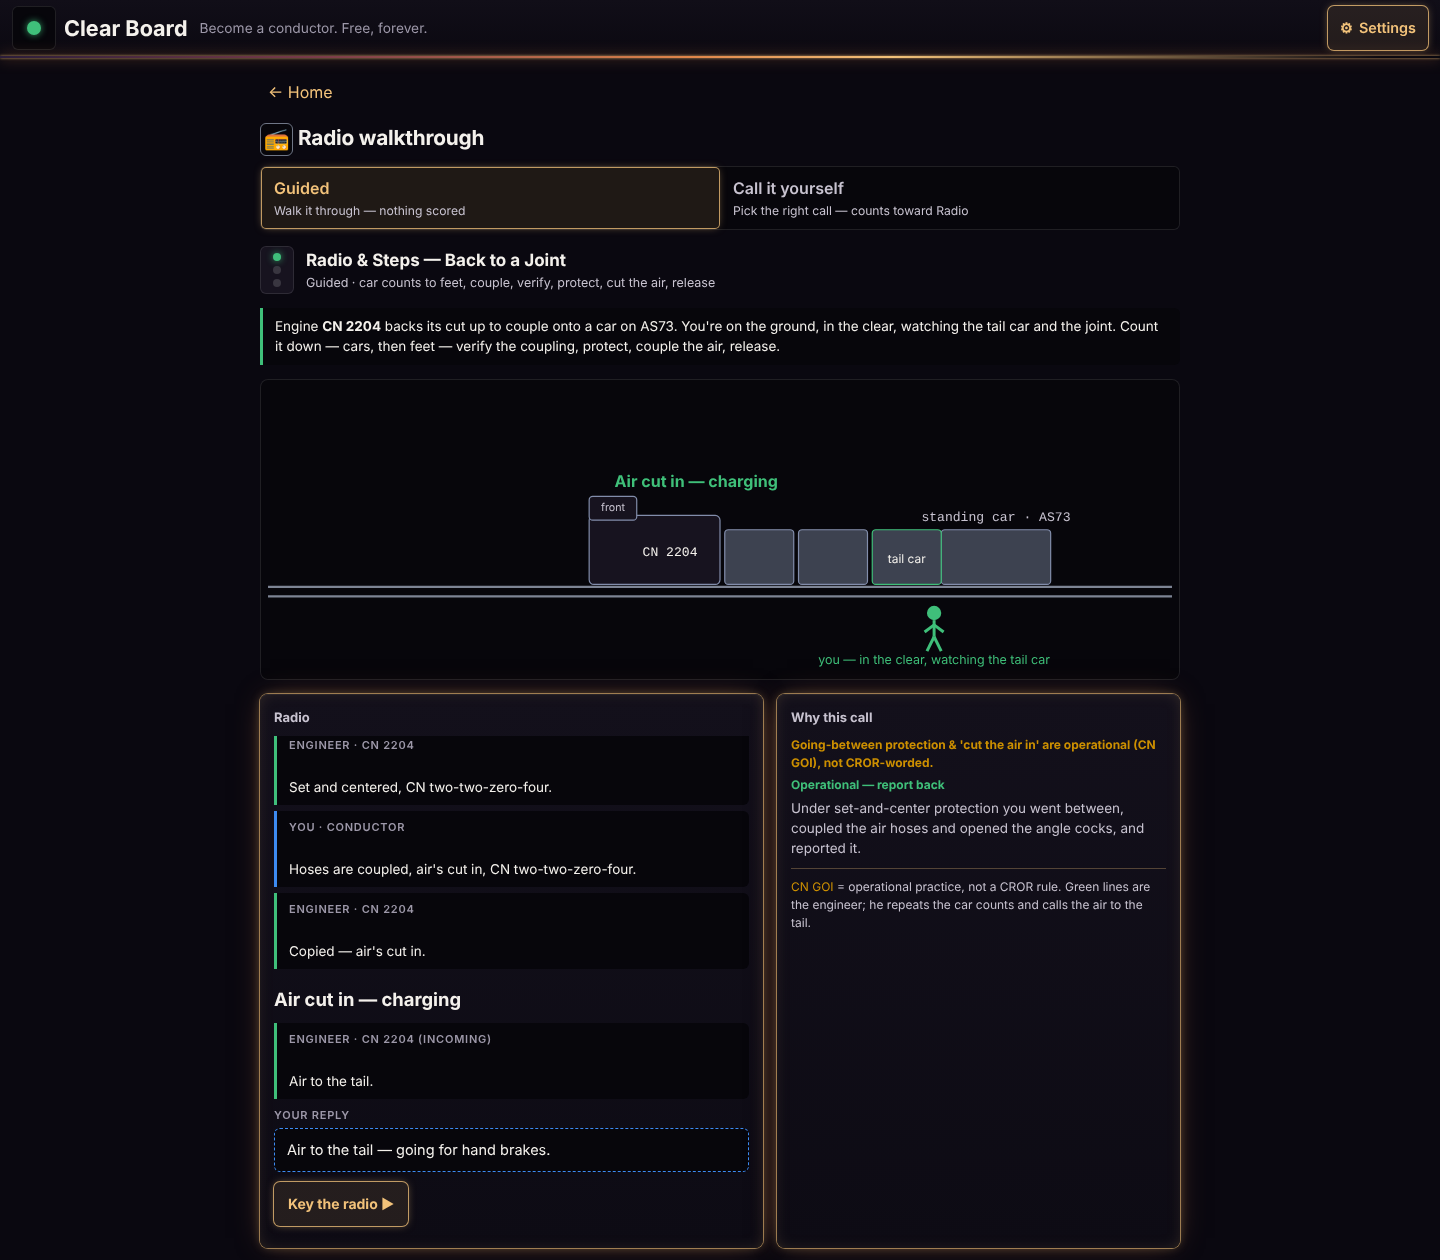 Clear Board
Become a conductor. Free, forever.
⚙ Settings
← Home
Radio walkthrough
Guided
Walk it through — nothing scored
Call it yourself
Pick the right call — counts toward Radio
Radio & Steps — Back to a Joint
Guided · car counts to feet, couple, verify, protect, cut the air, release
Engine CN 2204 backs its cut up to couple onto a car on AS73. You're on the ground, in the clear, watching the tail car and the joint. Count
it down — cars, then feet — verify the coupling, protect, couple the air, release.
Air cut in — charging
front
standing car · AS73
CN 2204
tail car
you — in the clear, watching the tail car
Radio
ENGINEER · CN 2204
Set and centered, CN two-two-zero-four.
YOU · CONDUCTOR
Hoses are coupled, air's cut in, CN two-two-zero-four.
ENGINEER · CN 2204
Copied — air's cut in.
Air cut in — charging
ENGINEER · CN 2204 (INCOMING)
Air to the tail.
YOUR REPLY
Air to the tail — going for hand brakes.
Key the radio ▶
Why this call
Going-between protection & 'cut the air in' are operational (CN
GOI), not CROR-worded.
Operational — report back
Under set-and-center protection you went between,
coupled the air hoses and opened the angle cocks, and
reported it.
CN GOI = operational practice, not a CROR rule. Green lines are
the engineer; he repeats the car counts and calls the air to the
tail.